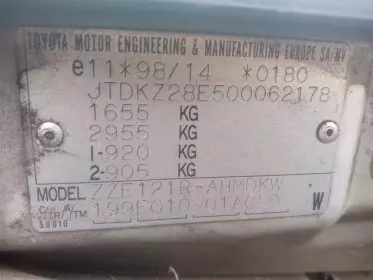 TOYOTA MOTOR ENGINEERING & MANUFACTURING EUROPE SA/NV
e11*98/14 *0180
JTDKZ28E500062178
1655 KG
2955 KG
1-920 KG
2-905 KG
MODEL ZZE121R-AHMDKW
W
50010